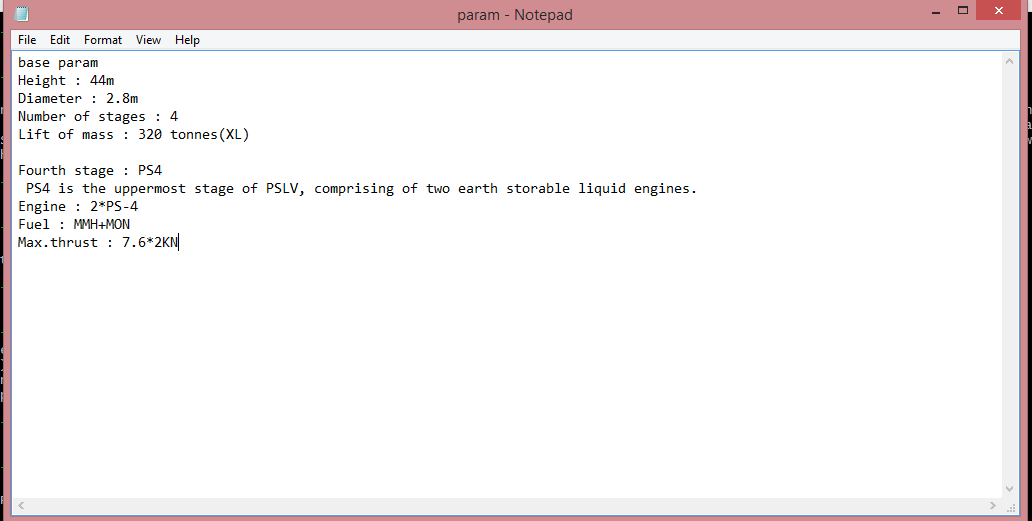 param - Notepad
File Edit Format View Help
base param
Height : 44m
Diameter : 2.8m
Number of stages : 4
Lift of mass : 320 tonnes(XL)
Fourth stage : PS4
PS4 is the uppermost stage of PSLV, comprising of two earth storable liquid engines.
Engine : 2*PS-4
Fuel : MMH+MON
Max.thrust : 7.6*2KN